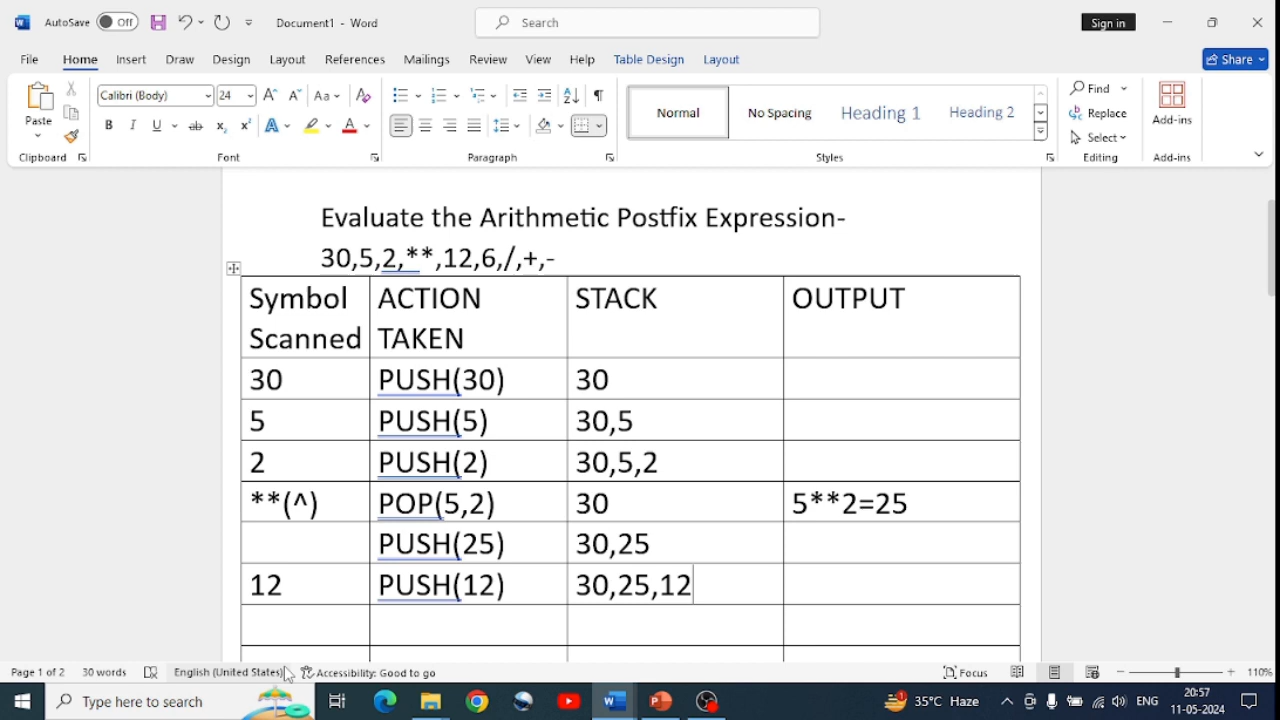 AutoSave Off Document1 - Word Search Sign in
File Home Insert Draw Design Layout References Mailings Review View Help Table Design Layout Share
Paste Calibri (Body) 24 Aa Normal No Spacing Heading 1 Heading 2 Find Replace Select Add-ins
Clipboard Font Paragraph Styles Editing Add-ins
Evaluate the Arithmetic Postfix Expression-
30,5,2,**,12,6,/,+,-
Symbol Scanned ACTION TAKEN STACK OUTPUT
30 PUSH(30) 30
5 PUSH(5) 30,5
2 PUSH(2) 30,5,2
**(^) POP(5,2) 30 5**2=25
PUSH(25) 30,25
12 PUSH(12) 30,25,12
Page 1 of 2 30 words English (United States) Accessibility: Good to go Focus 110%
Type here to search 35°C Haze ENG 20:57
11-05-2024